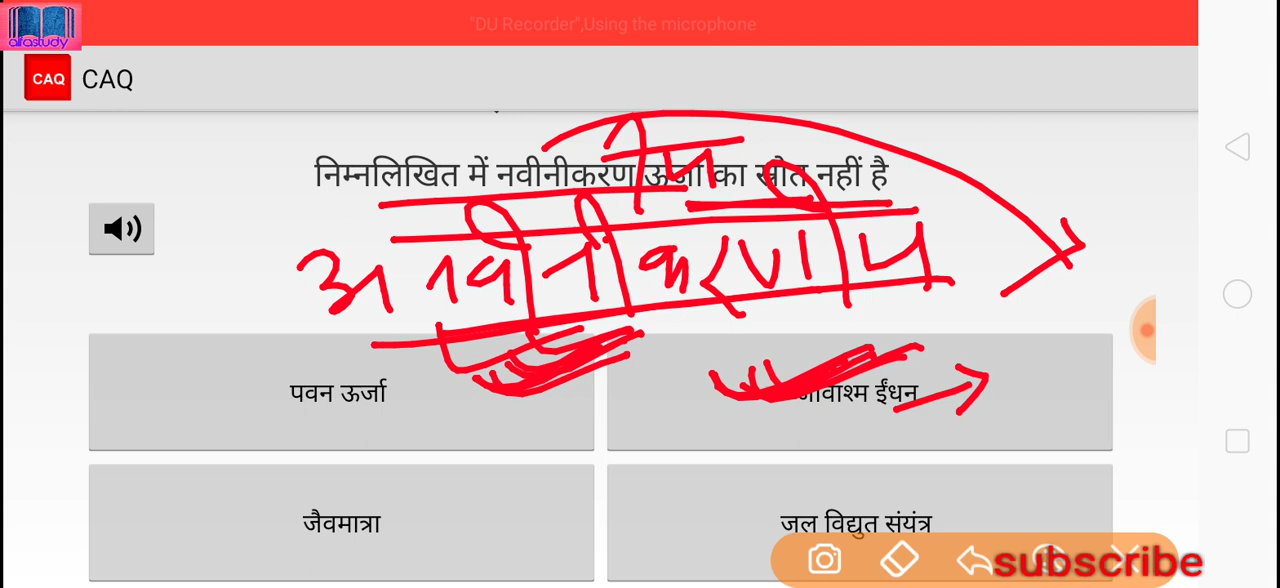 "DU Recorder",Using the microphone
alfastudy
CAQ CAQ
निम्नलिखित में नवीनीकरण ऊर्जा का स्रोत नहीं है
अनवीनीकरणीय
पवन ऊर्जा
जीवाश्म ईंधन
जैवमात्रा
जल विद्युत संयंत्र
subscribe